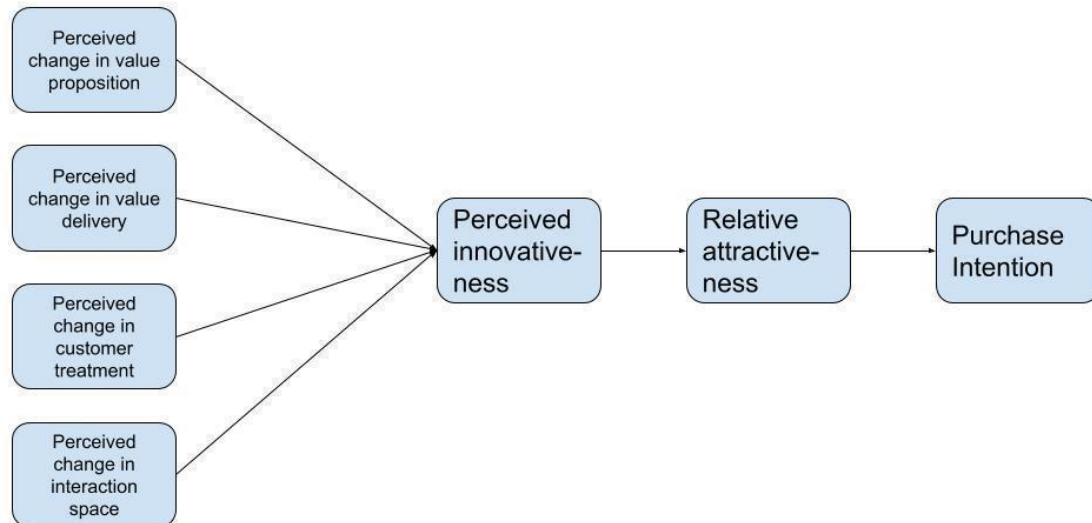 Perceived
change in value
proposition
Perceived
change in value
delivery
Perceived
change in
customer
treatment
Perceived
change in
interaction
space
Perceived
innovative-
ness
Relative
attractive-
ness
Purchase
Intention